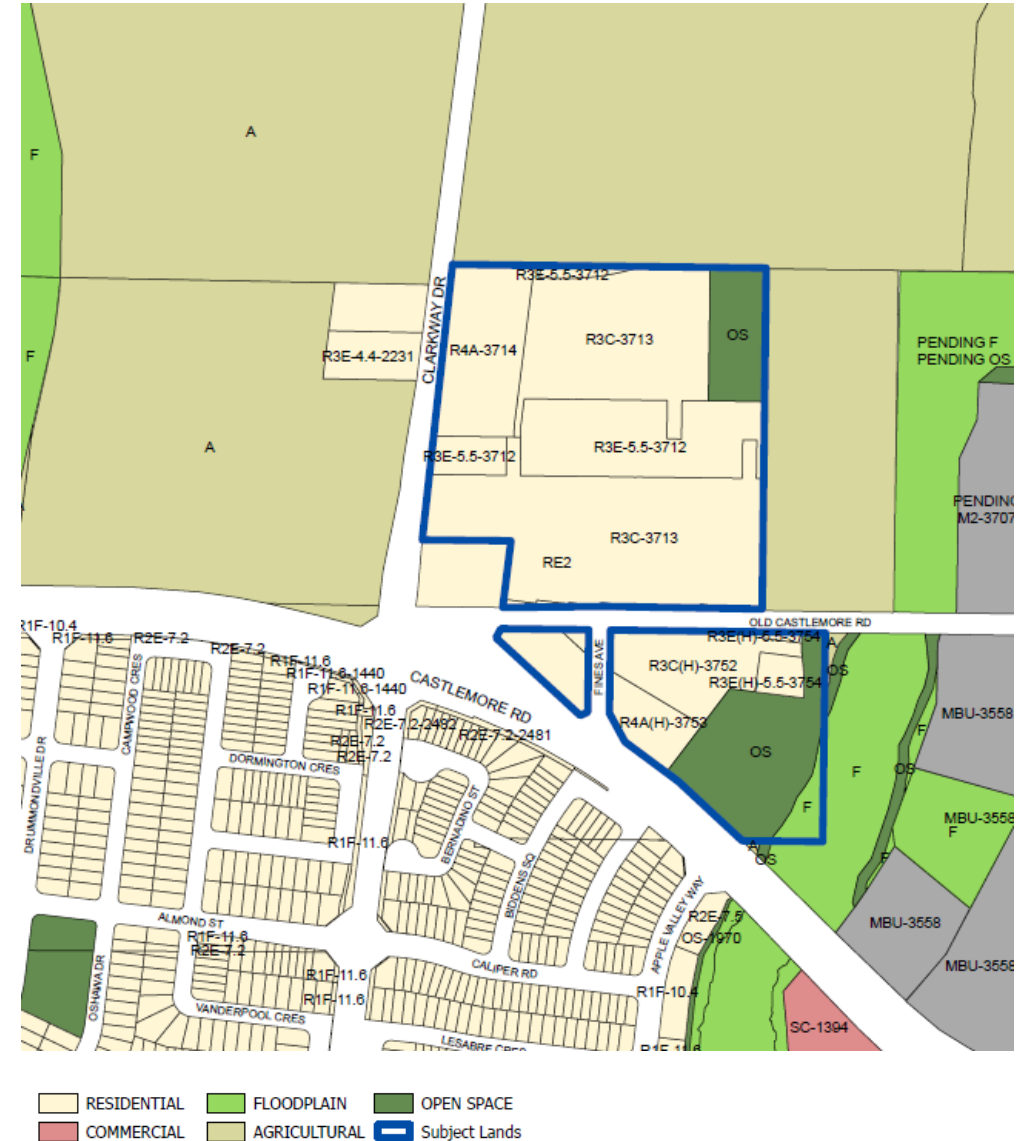 A
F
R3E-5.5-3712
CLARKWAY DR
R3C-3713
OS
PENDING F
PENDING OS
F
R3E-4.4-2231
R4A-3714
A
R3E-5.5-3712
R3E-5.5-3712
PENDING
M2-3707
R3C-3713
RE2
OLD CASTLEMORE RD
R1F-10.4
R1F-11.6
R2E-7.2
R2E-7.2
R1F-11.6
R1F-11.6-1440
R1F-11.6-1440
R1F-11.6
R2E-7.2-2482
R2E-7.2-2481
R2E-7.2
R2E-7.2
CASTLEMORE RD
FINES AVE
R3E(H)-5.5-3754
A
R3C(H)-3752
OS
R3E(H)-5.5-3754
R4A(H)-3753
MBU-3558
F
OS
F
OS
F
MBU-3558
F
CAMPWOOD CRES
DRUMMONDVILLE DR
DORMINGTON CRES
BERNADINO ST
BIDDENS SQ
R1F-11.6
A
OS
F
MBU-3558
MBU-3558
ALMOND ST
R1F-11.6
R2E-7.2
APPLE VALLEY WAY
R2E-7.5
OS-1970
OSHAWA DR
R1F-11.6
R1F-11.6
CALIPER RD
R1F-10.4
VANDERPOOL CRES
LESABRE CRES
R1F-11.6
SC-1394
RESIDENTIAL
FLOODPLAIN
OPEN SPACE
COMMERCIAL
AGRICULTURAL
Subject Lands